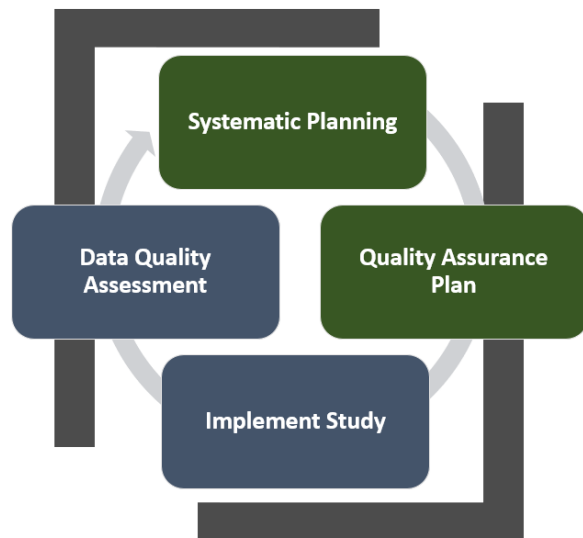 Systematic Planning
Quality Assurance
Plan
Implement Study
Data Quality
Assessment